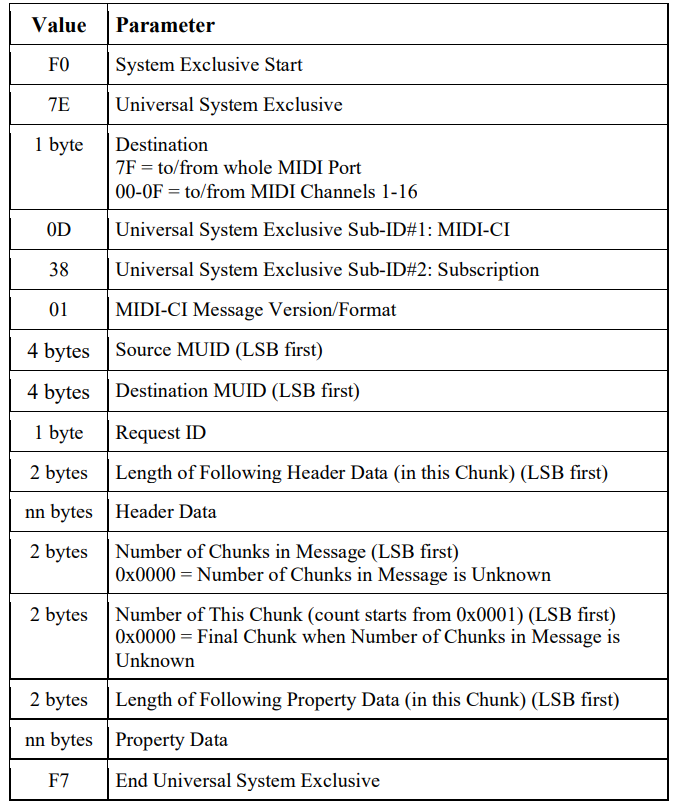 Value Parameter
F0 System Exclusive Start
7E Universal System Exclusive
1 byte Destination
7F = to/from whole MIDI Port
00-0F = to/from MIDI Channels 1-16
0D Universal System Exclusive Sub-ID#1: MIDI-CI
38 Universal System Exclusive Sub-ID#2: Subscription
01 MIDI-CI Message Version/Format
4 bytes Source MUID (LSB first)
4 bytes Destination MUID (LSB first)
1 byte Request ID
2 bytes Length of Following Header Data (in this Chunk) (LSB first)
nn bytes Header Data
2 bytes Number of Chunks in Message (LSB first)
0x0000 = Number of Chunks in Message is Unknown
2 bytes Number of This Chunk (count starts from 0x0001) (LSB first)
0x0000 = Final Chunk when Number of Chunks in Message is
Unknown
2 bytes Length of Following Property Data (in this Chunk) (LSB first)
nn bytes Property Data
F7 End Universal System Exclusive